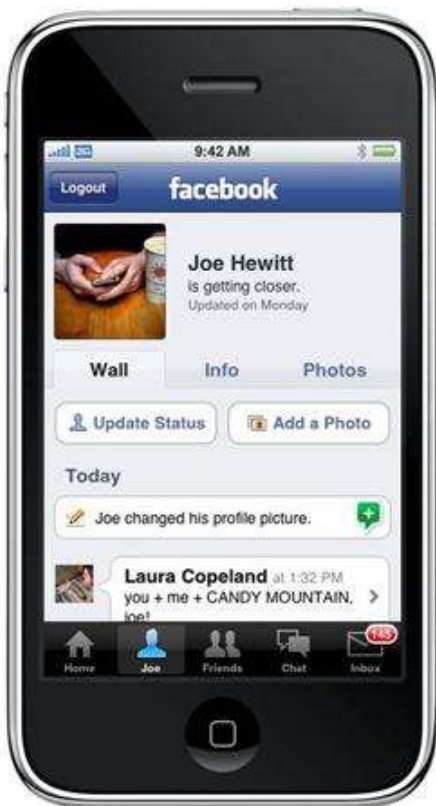 3G
9:42 AM
Logout
facebook
Joe Hewitt
is getting closer.
Updated on Monday
Wall
Info
Photos
Update Status
Add a Photo
Today
Joe changed his profile picture.
Laura Copeland at 1:32 PM
you + me + CANDY MOUNTAIN,
joe!
145
Home
Joe
Friends
Chat
Inbox